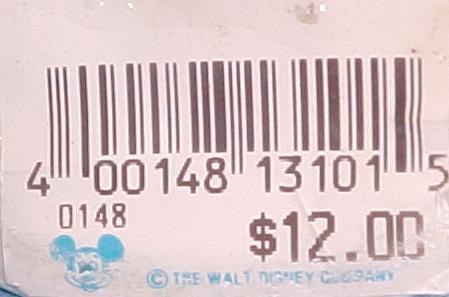 4 00148 13101 5
0148
$12.00
© THE WALT DISNEY COMPANY